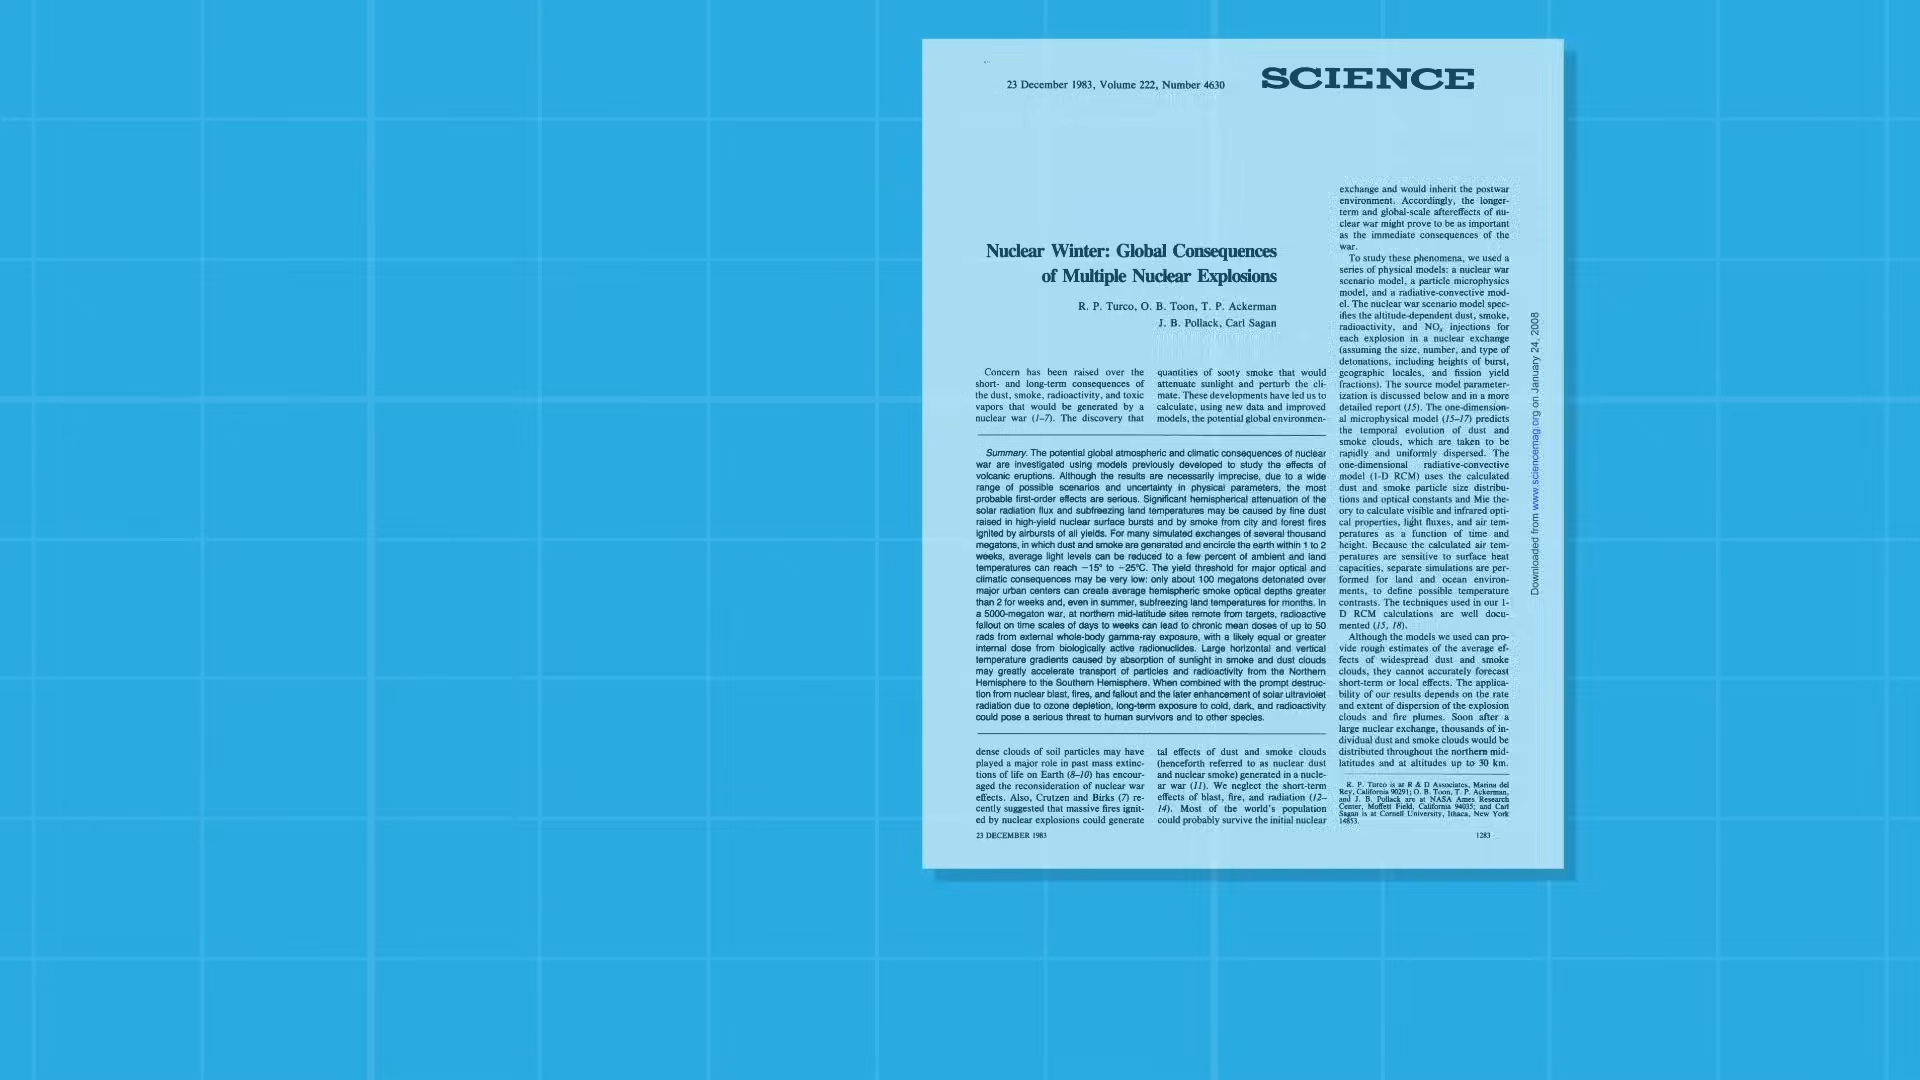 23 December 1983, Volume 222, Number 4630
SCIENCE
Nuclear Winter: Global Consequences
of Multiple Nuclear Explosions
R. P. Turco, O. B. Toon, T. P. Ackerman
J. B. Pollack, Carl Sagan
Concern has been raised over the
short- and long-term consequences of
the dust, smoke, radioactivity, and toxic
vapors that would be generated by a
nuclear war (1–7). The discovery that
quantities of sooty smoke that would
attenuate sunlight and perturb the cli-
mate. These developments have led us to
calculate, using new data and improved
models, the potential global environmen-
Summary. The potential global atmospheric and climatic consequences of nuclear
war are investigated using models previously developed to study the effects of
volcanic eruptions. Although the results are necessarily imprecise, due to a wide
range of possible scenarios and uncertainty in physical parameters, the most
probable first-order effects are serious. Significant hemispherical attenuation of the
solar radiation flux and subfreezing land temperatures may be caused by fine dust
raised in high-yield nuclear surface bursts and by smoke from city and forest fires
ignited by airbursts of all yields. For many simulated exchanges of several thousand
megatons, in which dust and smoke are generated and encircle the earth within 1 to 2
weeks, average light levels can be reduced to a few percent of ambient and land
temperatures can reach −15° to −25°C. The yield threshold for major optical and
climatic consequences may be very low: only about 100 megatons detonated over
major urban centers can create average hemispheric smoke optical depths greater
than 2 for weeks and, even in summer, subfreezing land temperatures for months. In
a 5000-megaton war, at northern mid-latitude sites remote from targets, radioactive
fallout on time scales of days to weeks can lead to chronic mean doses of up to 50
rads from external whole-body gamma-ray exposure, with a likely equal or greater
internal dose from biologically active radionuclides. Large horizontal and vertical
temperature gradients caused by absorption of sunlight in smoke and dust clouds
may greatly accelerate transport of particles and radioactivity from the Northern
Hemisphere to the Southern Hemisphere. When combined with the prompt destruc-
tion from nuclear blast, fires, and fallout and the later enhancement of solar ultraviolet
radiation due to ozone depletion, long-term exposure to cold, dark, and radioactivity
could pose a serious threat to human survivors and to other species.
dense clouds of soil particles may have
played a major role in past mass extinc-
tions of life on Earth (8–10) has encour-
aged the reconsideration of nuclear war
effects. Also, Crutzen and Birks (7) re-
cently suggested that massive fires ignit-
ed by nuclear explosions could generate
tal effects of dust and smoke clouds
(henceforth referred to as nuclear dust
and nuclear smoke) generated in a nucle-
ar war (11). We neglect the short-term
effects of blast, fire, and radiation (12–
14). Most of the world's population
could probably survive the initial nuclear
exchange and would inherit the postwar
environment. Accordingly, the longer-
term and global-scale aftereffects of nu-
clear war might prove to be as important
as the immediate consequences of the
war.
To study these phenomena, we used a
series of physical models: a nuclear war
scenario model, a particle microphysics
model, and a radiative-convective mod-
el. The nuclear war scenario model spec-
ifies the altitude-dependent dust, smoke,
radioactivity, and NOx injections for
each explosion in a nuclear exchange
(assuming the size, number, and type of
detonations, including heights of burst,
geographic locales, and fission yield
fractions). The source model parameter-
ization is discussed below and in a more
detailed report (15). The one-dimension-
al microphysical model (15–17) predicts
the temporal evolution of dust and
smoke clouds, which are taken to be
rapidly and uniformly dispersed. The
one-dimensional radiative-convective
model (1-D RCM) uses the calculated
dust and smoke particle size distribu-
tions and optical constants and Mie the-
ory to calculate visible and infrared opti-
cal properties, light fluxes, and air tem-
peratures as a function of time and
height. Because the calculated air tem-
peratures are sensitive to surface heat
capacities, separate simulations are per-
formed for land and ocean environ-
ments, to define possible temperature
contrasts. The techniques used in our 1-
D RCM calculations are well docu-
mented (15, 18).
Although the models we used can pro-
vide rough estimates of the average ef-
fects of widespread dust and smoke
clouds, they cannot accurately forecast
short-term or local effects. The applica-
bility of our results depends on the rate
and extent of dispersion of the explosion
clouds and fire plumes. Soon after a
large nuclear exchange, thousands of in-
dividual dust and smoke clouds would be
distributed throughout the northern mid-
latitudes and at altitudes up to 30 km.
R. P. Turco is at R & D Associates, Marina del
Rey, California 90291; O. B. Toon, T. P. Ackerman,
and J. B. Pollack are at NASA Ames Research
Center, Moffett Field, California 94035; and Carl
Sagan is at Cornell University, Ithaca, New York
14853.
23 DECEMBER 1983
1283
Downloaded from www.sciencemag.org on January 24, 2008